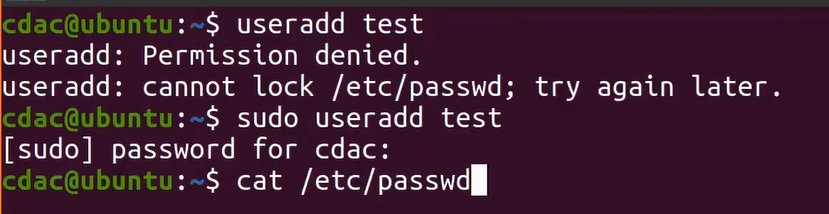 cdac@ubuntu:~$ useradd test
useradd: Permission denied.
useradd: cannot lock /etc/passwd; try again later.
cdac@ubuntu:~$ sudo useradd test
[sudo] password for cdac:
cdac@ubuntu:~$ cat /etc/passwd